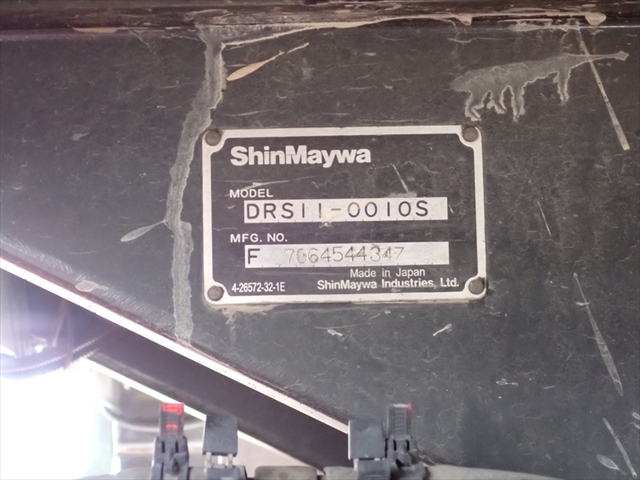 ShinMaywa
MODEL
DRS11-0010S
MFG. NO.
F 7064544347
Made in Japan
4-26572-32-1E
ShinMaywa Industries, Ltd.